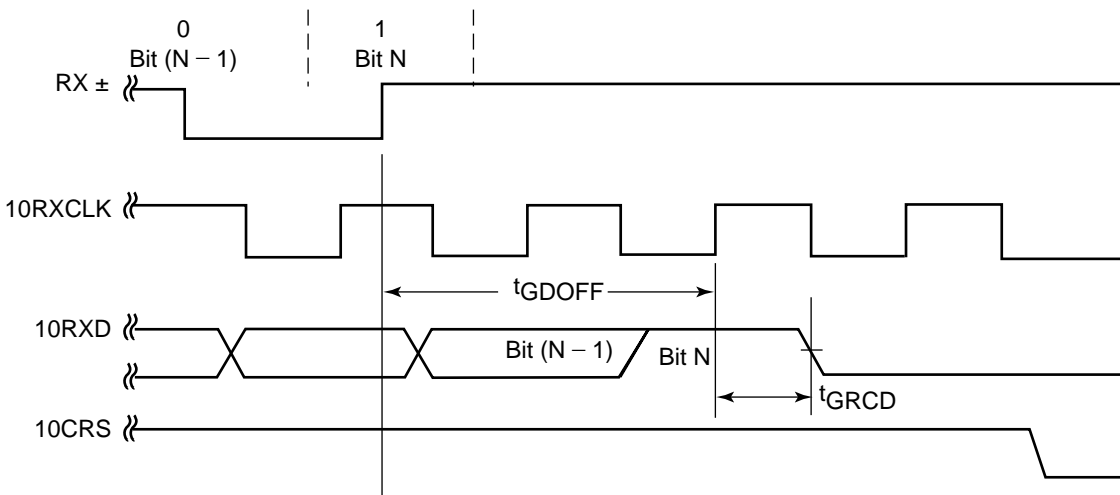 0
Bit (N – 1)
1
Bit N
RX ±
10RXCLK
tGDOFF
10RXD
Bit (N – 1)
Bit N
tGRCD
10CRS